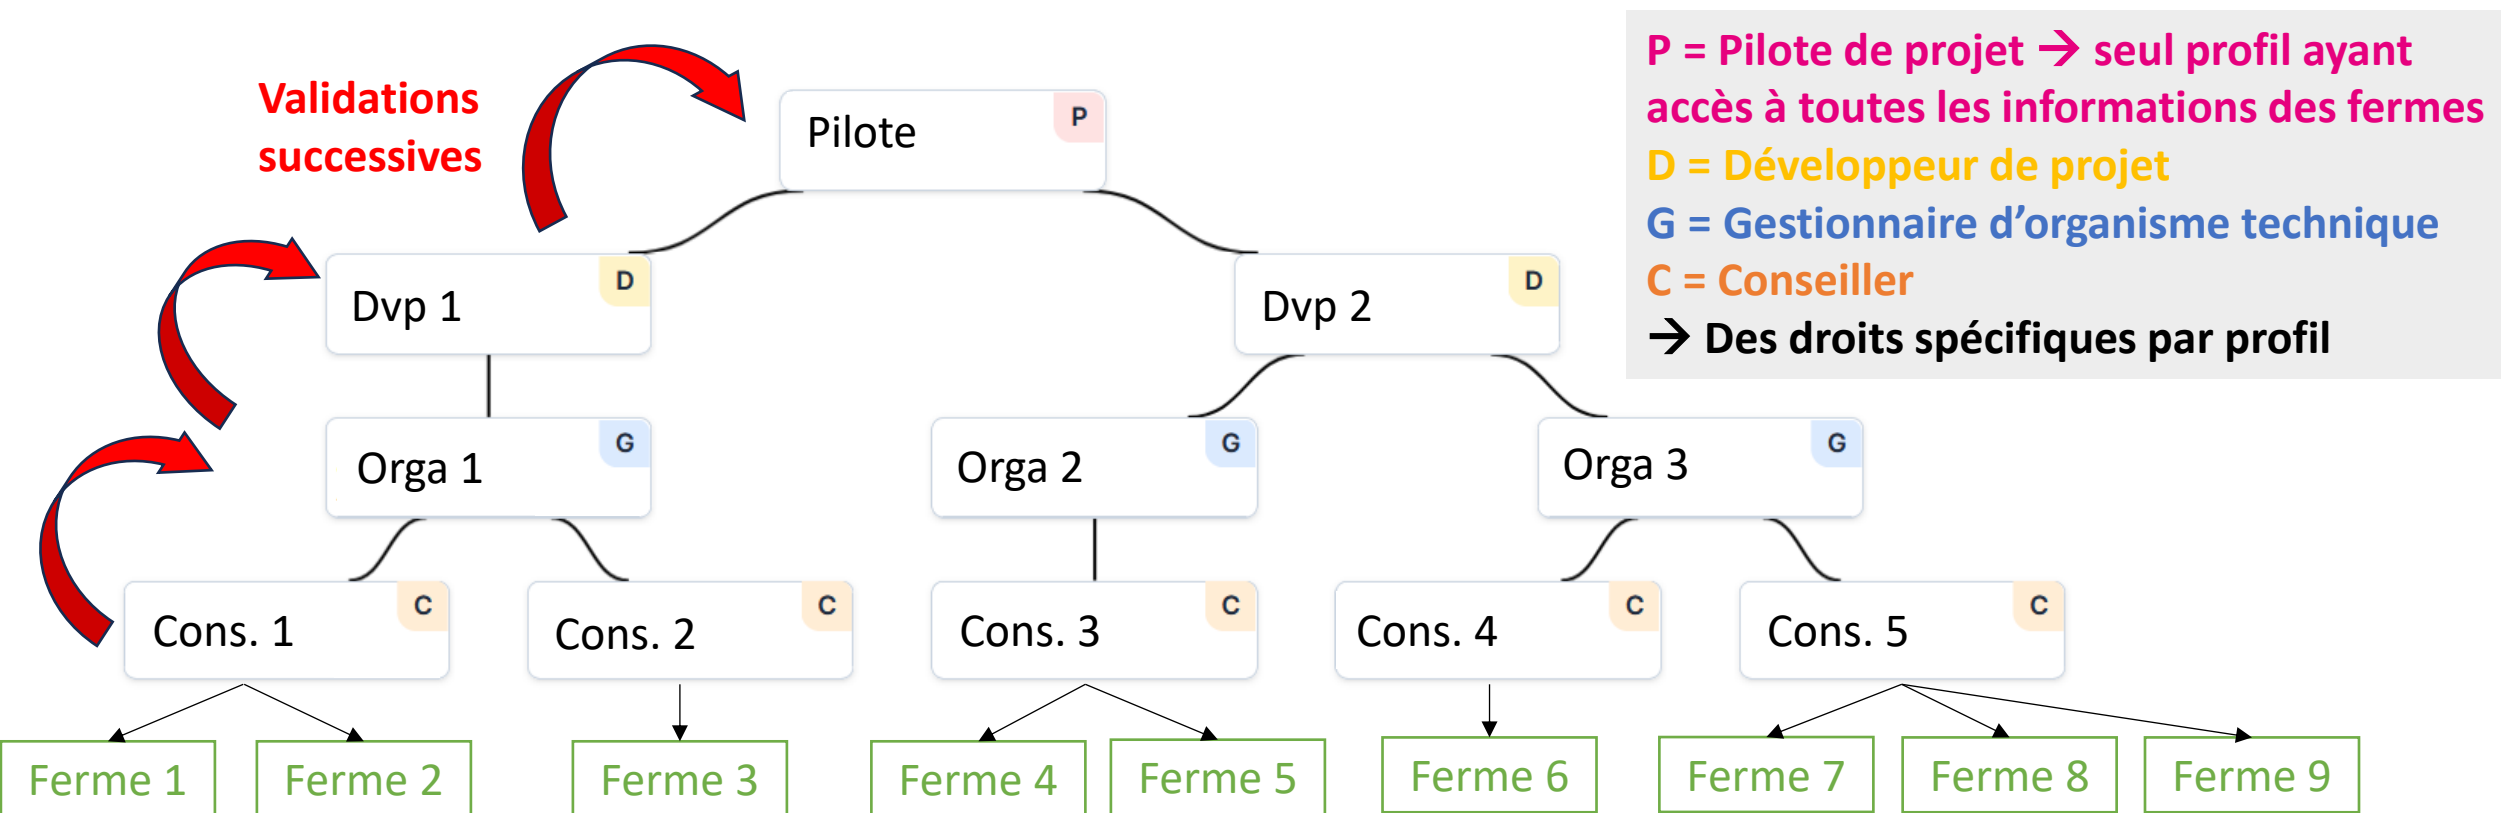 P = Pilote de projet → seul profil ayant
accès à toutes les informations des fermes
D = Développeur de projet
G = Gestionnaire d’organisme technique
C = Conseiller
→ Des droits spécifiques par profil
Validations
successives
Pilote
P
Dvp 1
D
Dvp 2
D
Orga 1
G
Orga 2
G
Orga 3
G
Cons. 1
C
Cons. 2
C
Cons. 3
C
Cons. 4
C
Cons. 5
C
Ferme 1
Ferme 2
Ferme 3
Ferme 4
Ferme 5
Ferme 6
Ferme 7
Ferme 8
Ferme 9